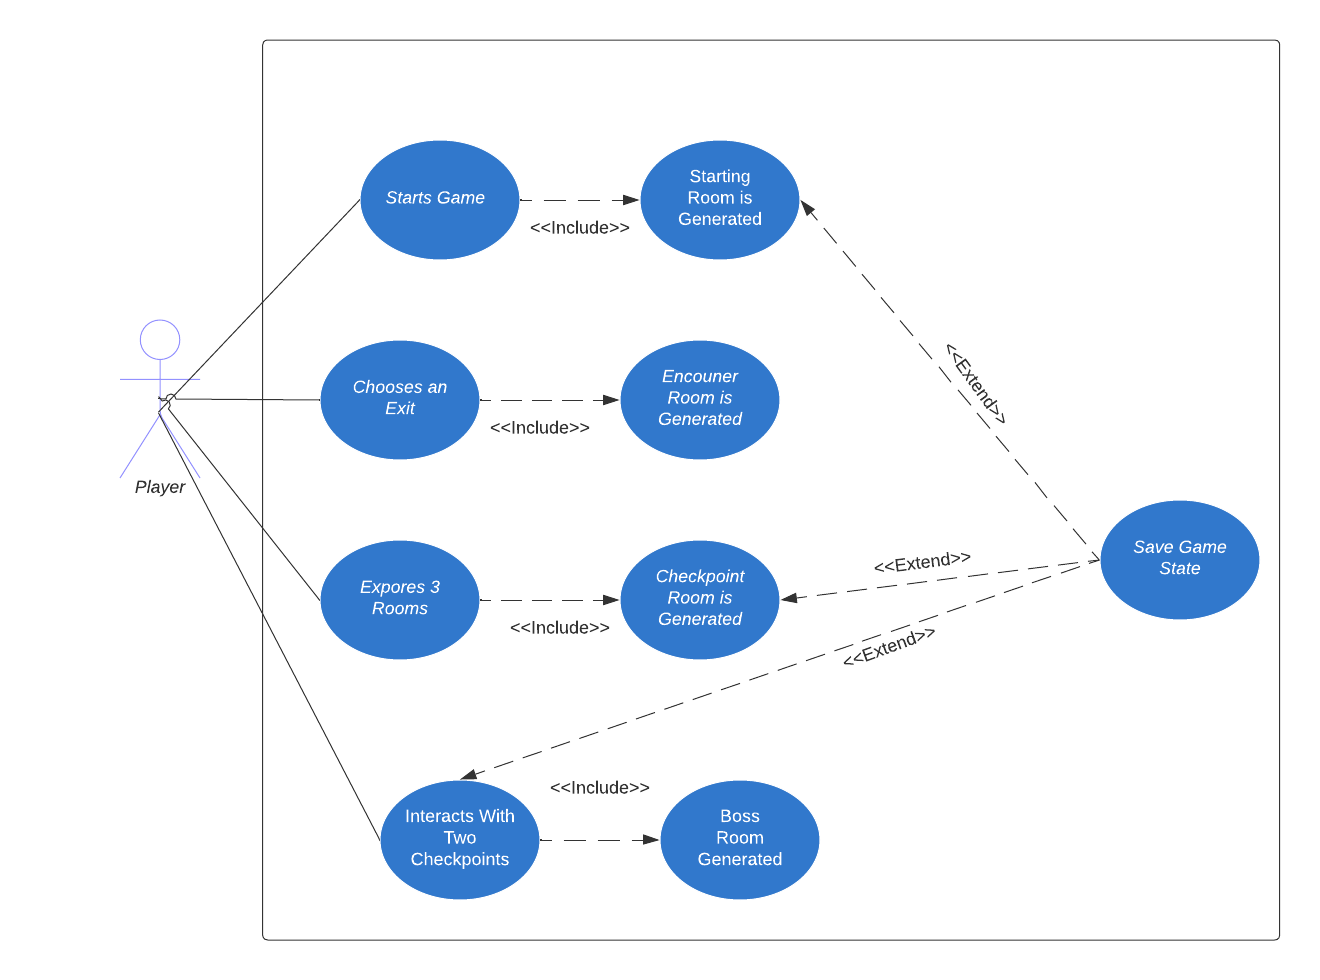 Starts Game
<<Include>>
Starting
Room is
Generated
<<Extend>>
Chooses an
Exit
<<Include>>
Encouner
Room is
Generated
Player
Expores 3
Rooms
<<Include>>
Checkpoint
Room is
Generated
<<Extend>>
Save Game
State
<<Extend>>
Interacts With
Two
Checkpoints
<<Include>>
Boss
Room
Generated